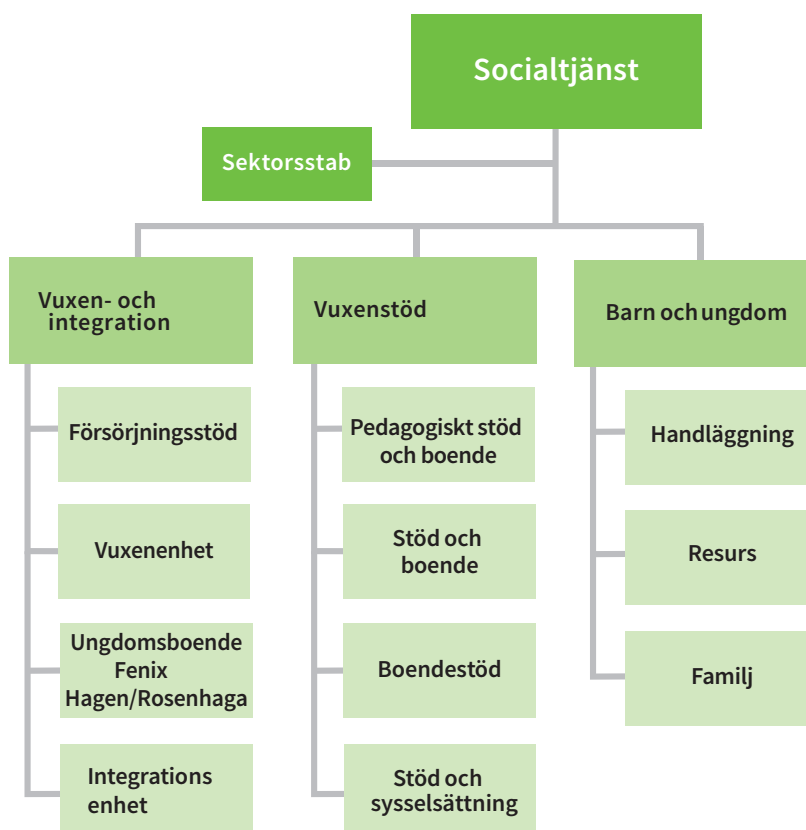 Socialtjänst
Sektorsstab
Vuxen- och
integration
Försörjningsstöd
Vuxenenhet
Ungdomsboende
Fenix
Hagen/Rosenhaga
Integrations
enhet
Vuxenstöd
Pedagogiskt stöd
och boende
Stöd och
boende
Boendestöd
Stöd och
sysselsättning
Barn och ungdom
Handläggning
Resurs
Familj